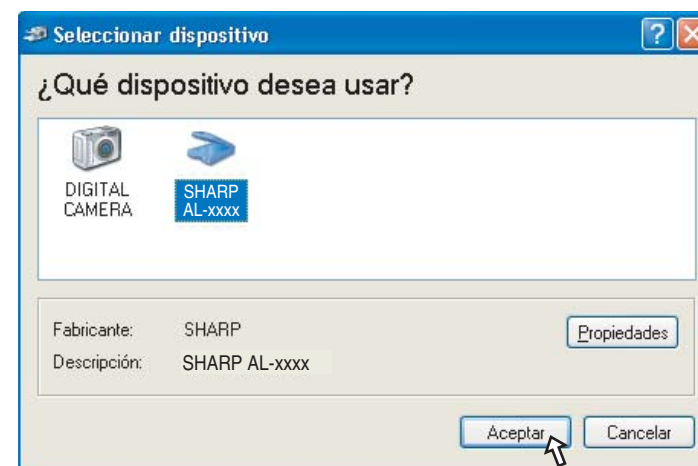 Seleccionar dispositivo
¿Qué dispositivo desea usar?
DIGITAL
CAMERA
SHARP
AL-xxxx
Fabricante: SHARP
Propiedades
Descripción: SHARP AL-xxxx
Aceptar Cancelar